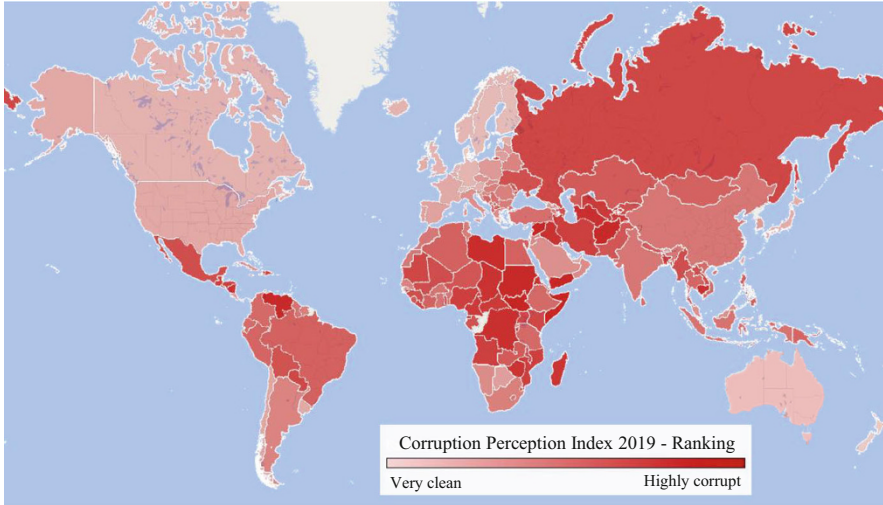 Corruption Perception Index 2019 - Ranking
Very clean
Highly corrupt